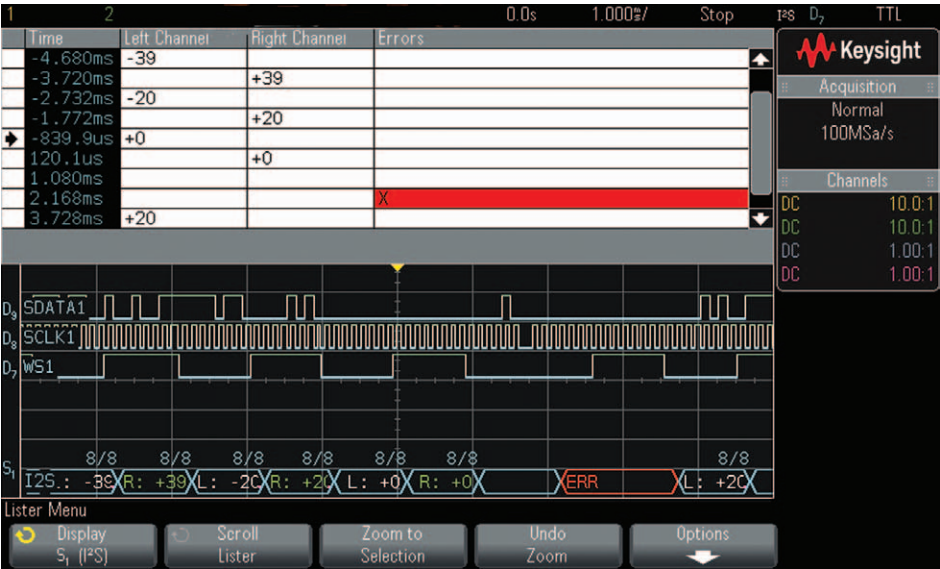 1 2 0.0s 1.000 / Stop I²S D₇ TTL
Time Left Channel Right Channel Errors
-4.680ms -39
-3.720ms +39
-2.732ms -20
-1.772ms +20
-839.9us +0
120.1us +0
1.080ms
2.168ms X
3.728ms +20
Keysight
Acquisition
Normal
100MSa/s
Channels
DC 10.0:1
DC 10.0:1
DC 1.00:1
DC 1.00:1
D₉ SDATA1
D₈ SCLK1
D₇ WS1
8/8 8/8 8/8 8/8 8/8 8/8 8/8
S₁ I2S.: -39 R: +39 L: -20 R: +20 L: +0 R: +0 ERR L: +20
Lister Menu
Display
S₁ (I²S)
Scroll
Lister
Zoom to
Selection
Undo
Zoom
Options